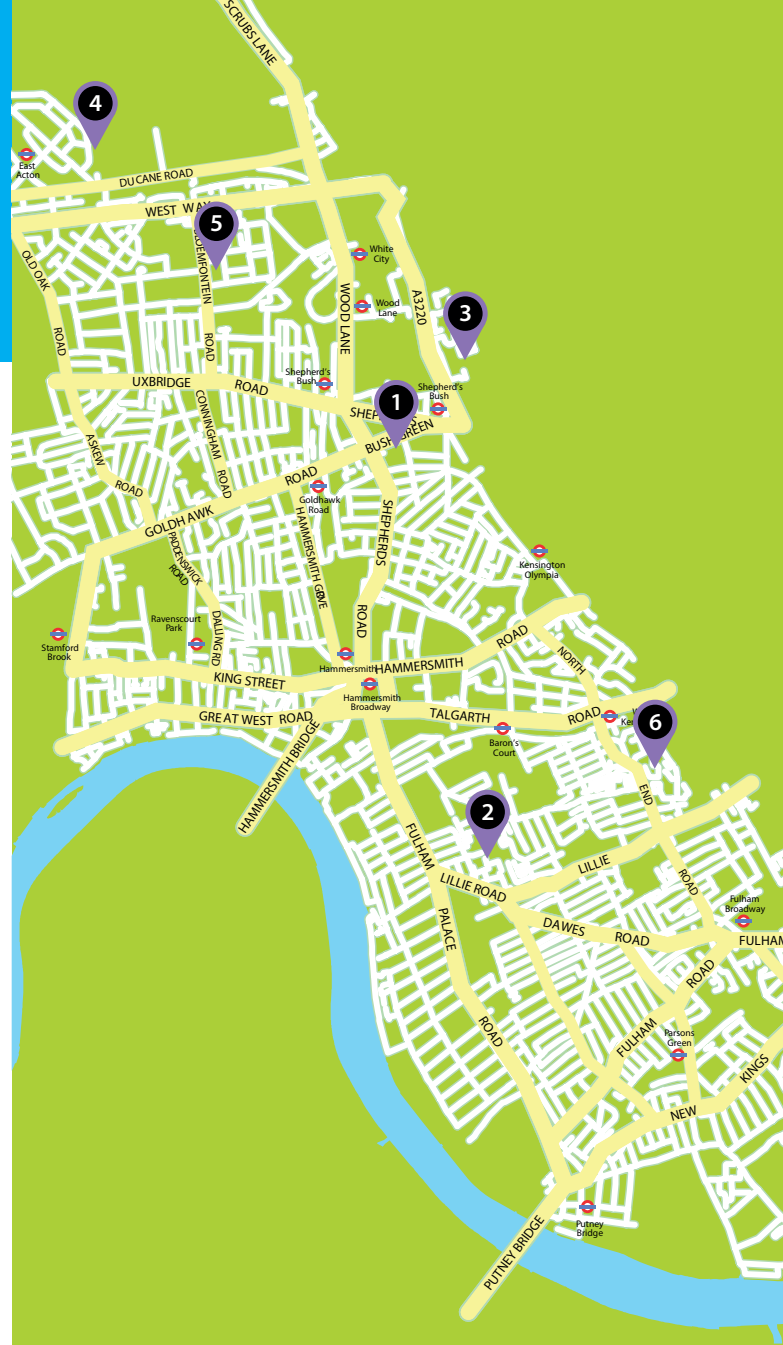 SCRUBS LANE
4
East
Acton
DU CANE ROAD
WEST WAY
5
BLOEMFONTEIN
ROAD
OLD OAK
ROAD
White
City
Wood
Lane
WOOD LANE
A3220
3
Shepherd's
Bush
Shepherd's
Bush
UXBRIDGE
ROAD
1
BUSH GREEN
CONNINGHAM
ROAD
ASKEW
ROAD
GOLDHAWK
ROAD
Goldhawk
Road
SHEPHERDS
ROAD
HAMMERSMITH
PADDENSWICK
ROAD
Kensington
Olympia
Ravenscourt
Park
DALLING RD
Stamford
Brook
KING STREET
Hammersmith
HAMMERSMITH
ROAD
NORTH
END
ROAD
Hammersmith
Broadway
GREAT WEST ROAD
TALGARTH
ROAD
Baron's
Court
6
HAMMERSMITH BRIDGE
2
FULHAM
PALACE
ROAD
LILLIE ROAD
LILLIE
DAWES
ROAD
Fulham
Broadway
FULHAM
ROAD
FULHAM
Parsons
Green
KINGS
NEW
Putney
Bridge
PUTNEY BRIDGE